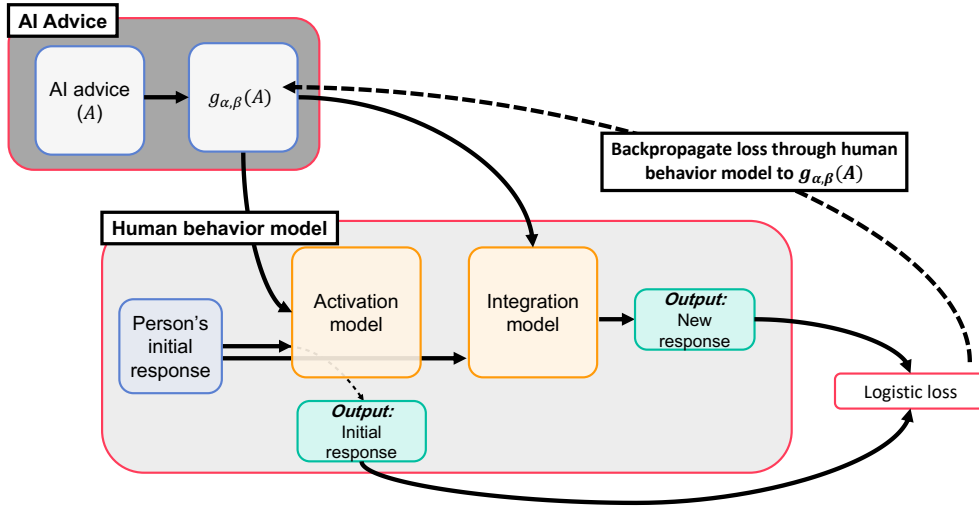 AI Advice
AI advice
(A)
g_{α,β}(A)
Backpropagate loss through human
behavior model to g_{α,β}(A)
Human behavior model
Person's
initial
response
Activation
model
Integration
model
Output:
New
response
Output:
Initial
response
Logistic loss